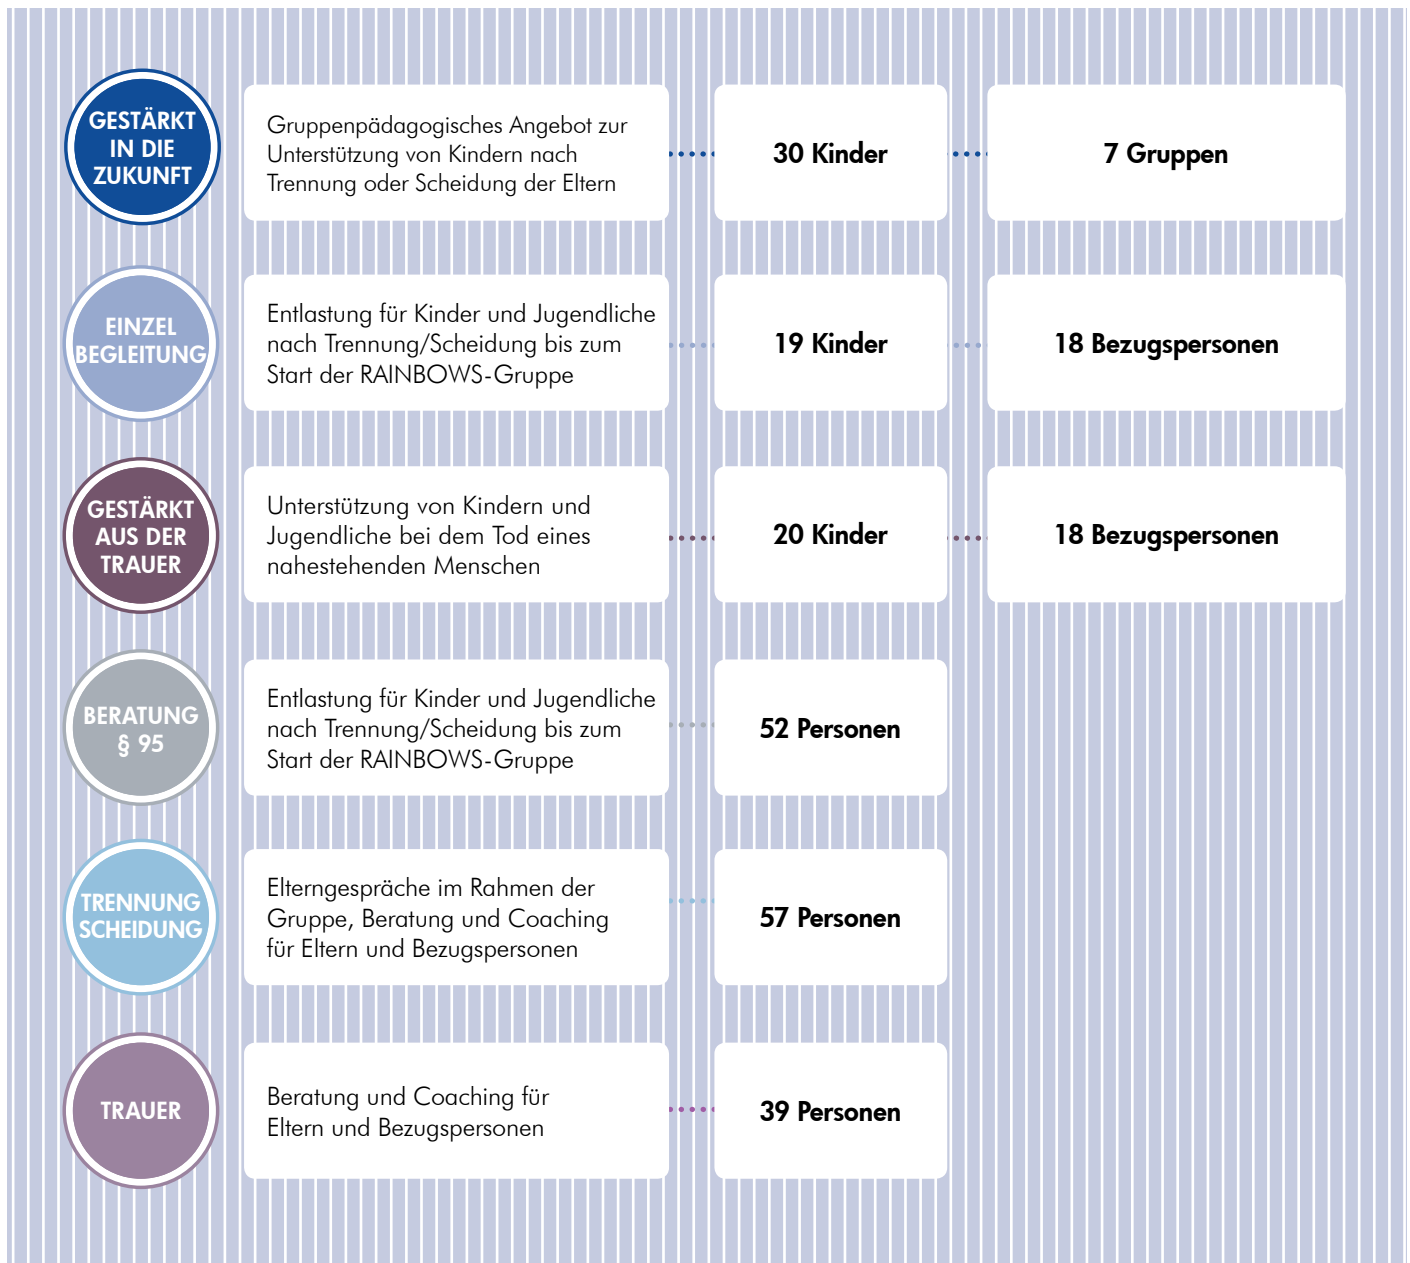 GESTÄRKT
IN DIE
ZUKUNFT
Gruppenpädagogisches Angebot zur
Unterstützung von Kindern nach
Trennung oder Scheidung der Eltern
30 Kinder
7 Gruppen
EINZEL
BEGLEITUNG
Entlastung für Kinder und Jugendliche
nach Trennung/Scheidung bis zum
Start der RAINBOWS-Gruppe
19 Kinder
18 Bezugspersonen
GESTÄRKT
AUS DER
TRAUER
Unterstützung von Kindern und
Jugendliche bei dem Tod eines
nahestehenden Menschen
20 Kinder
18 Bezugspersonen
BERATUNG
§ 95
Entlastung für Kinder und Jugendliche
nach Trennung/Scheidung bis zum
Start der RAINBOWS-Gruppe
52 Personen
TRENNUNG
SCHEIDUNG
Elterngespräche im Rahmen der
Gruppe, Beratung und Coaching
für Eltern und Bezugspersonen
57 Personen
TRAUER
Beratung und Coaching für
Eltern und Bezugspersonen
39 Personen